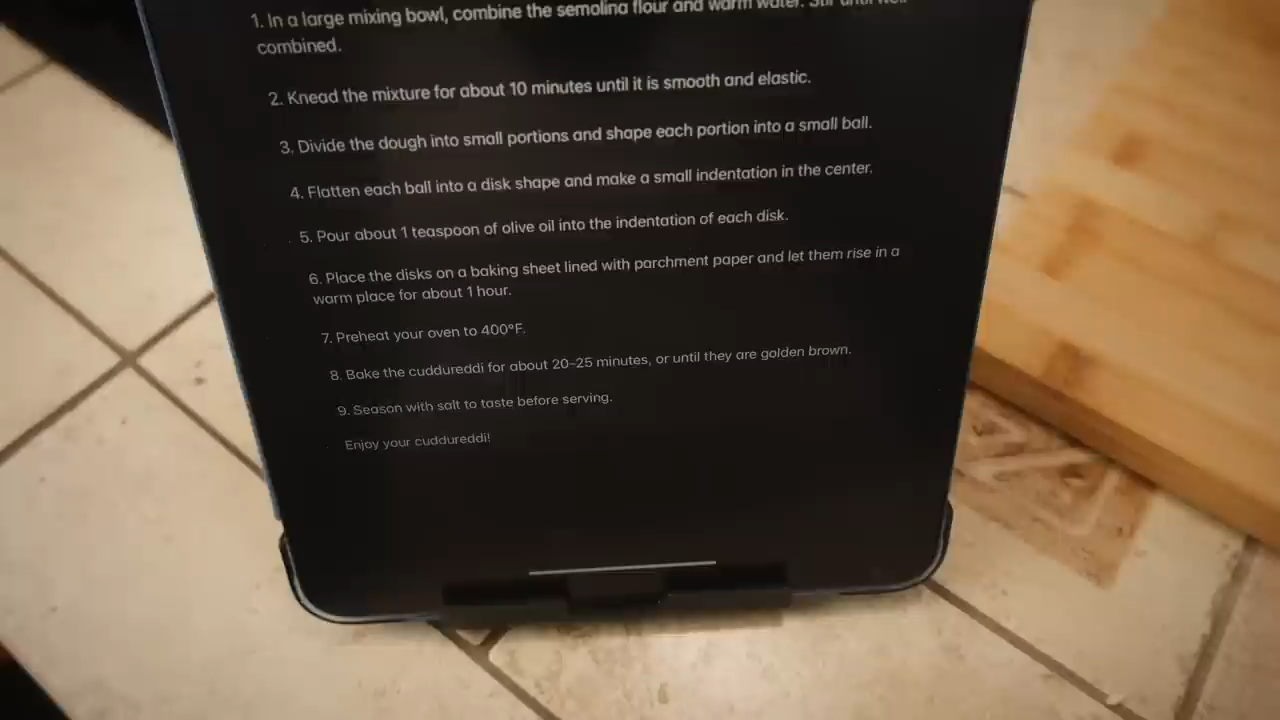 1. In a large mixing bowl, combine the semolina flour and warm water. Stir until well
combined.
2. Knead the mixture for about 10 minutes until it is smooth and elastic.
3. Divide the dough into small portions and shape each portion into a small ball.
4. Flatten each ball into a disk shape and make a small indentation in the center.
5. Pour about 1 teaspoon of olive oil into the indentation of each disk.
6. Place the disks on a baking sheet lined with parchment paper and let them rise in a
warm place for about 1 hour.
7. Preheat your oven to 400°F.
8. Bake the cuddureddi for about 20–25 minutes, or until they are golden brown.
9. Season with salt to taste before serving.
Enjoy your cuddureddi!